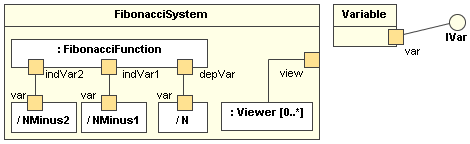 FibonacciSystem
Variable
: FibonacciFunction
var
IVar
indVar2
indVar1
depVar
view
var
var
var
/ NMinus2
/ NMinus1
/ N
: Viewer [0..*]